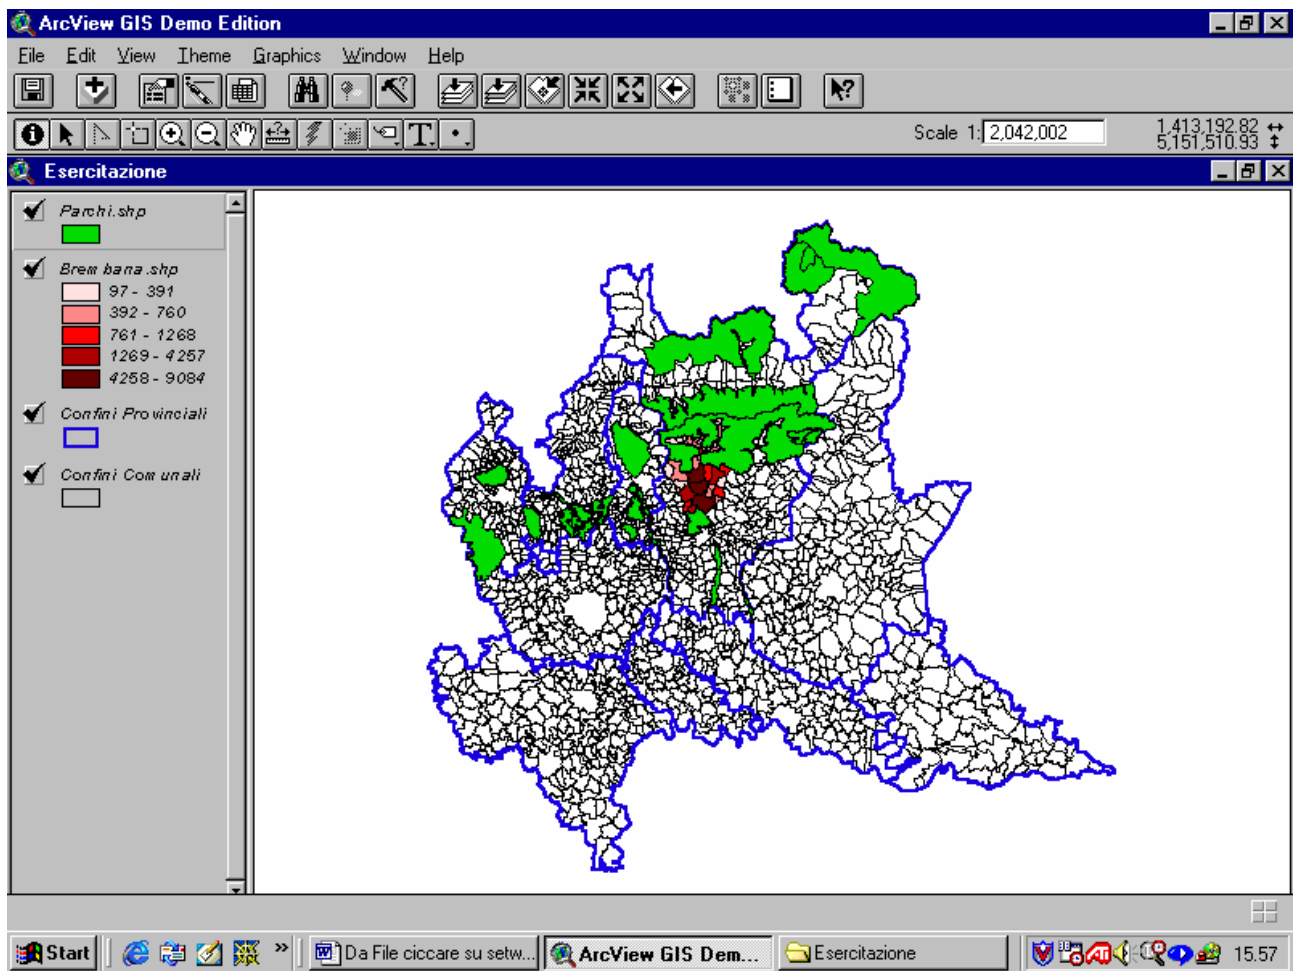 ArcView GIS Demo Edition
File Edit View Theme Graphics Window Help
Scale 1: 2,042,002
1,413,192.82
5,151,510.93
Esercitazione
Parchi.shp
Brembana.shp
97 - 391
392 - 760
761 - 1268
1269 - 4257
4258 - 9084
Confini Provinciali
Confini Comunali
Start » Da File ciccare su setw... ArcView GIS Dem... Esercitazione 15.57